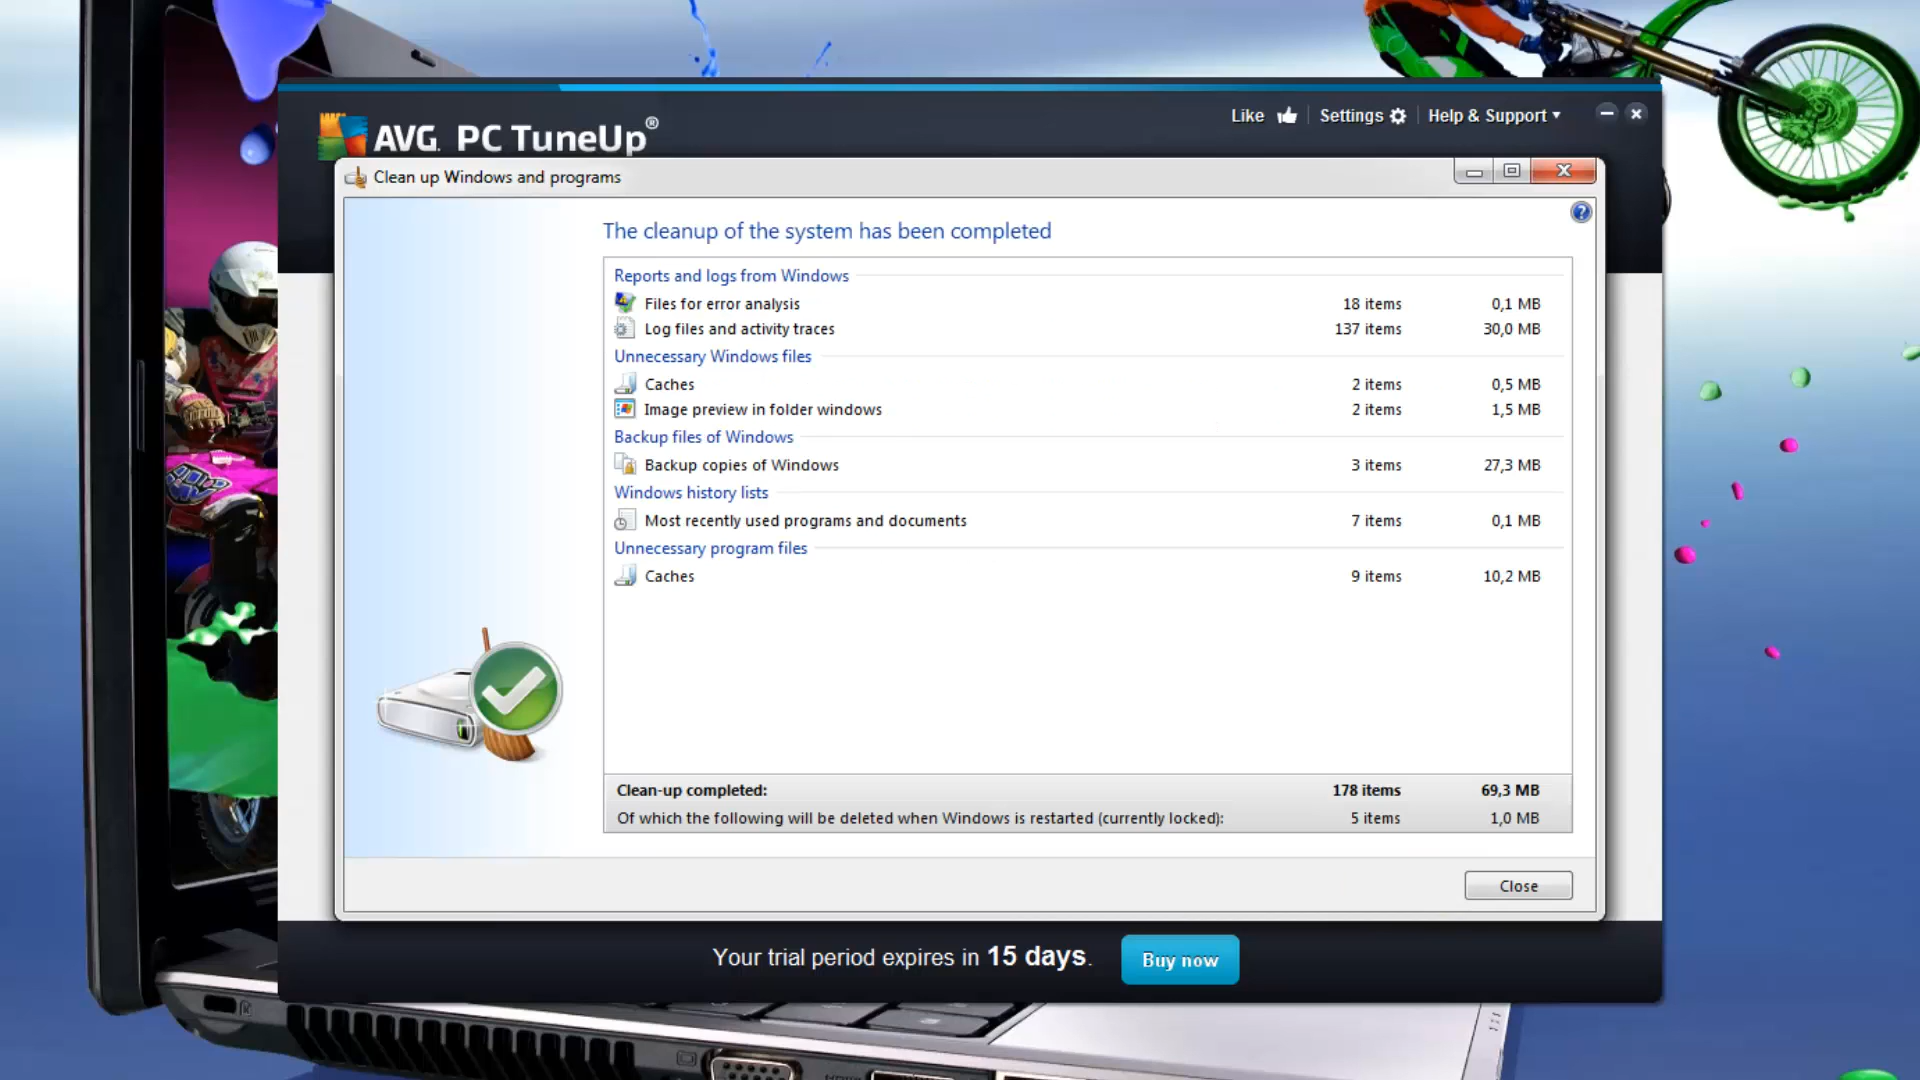 AVG. PC TuneUp®
Like
Settings
Help & Support
Clean up Windows and programs
The cleanup of the system has been completed
Reports and logs from Windows
Files for error analysis 18 items 0,1 MB
Log files and activity traces 137 items 30,0 MB
Unnecessary Windows files
Caches 2 items 0,5 MB
Image preview in folder windows 2 items 1,5 MB
Backup files of Windows
Backup copies of Windows 3 items 27,3 MB
Windows history lists
Most recently used programs and documents 7 items 0,1 MB
Unnecessary program files
Caches 9 items 10,2 MB
Clean-up completed: 178 items 69,3 MB
Of which the following will be deleted when Windows is restarted (currently locked): 5 items 1,0 MB
Close
Your trial period expires in 15 days.
Buy now